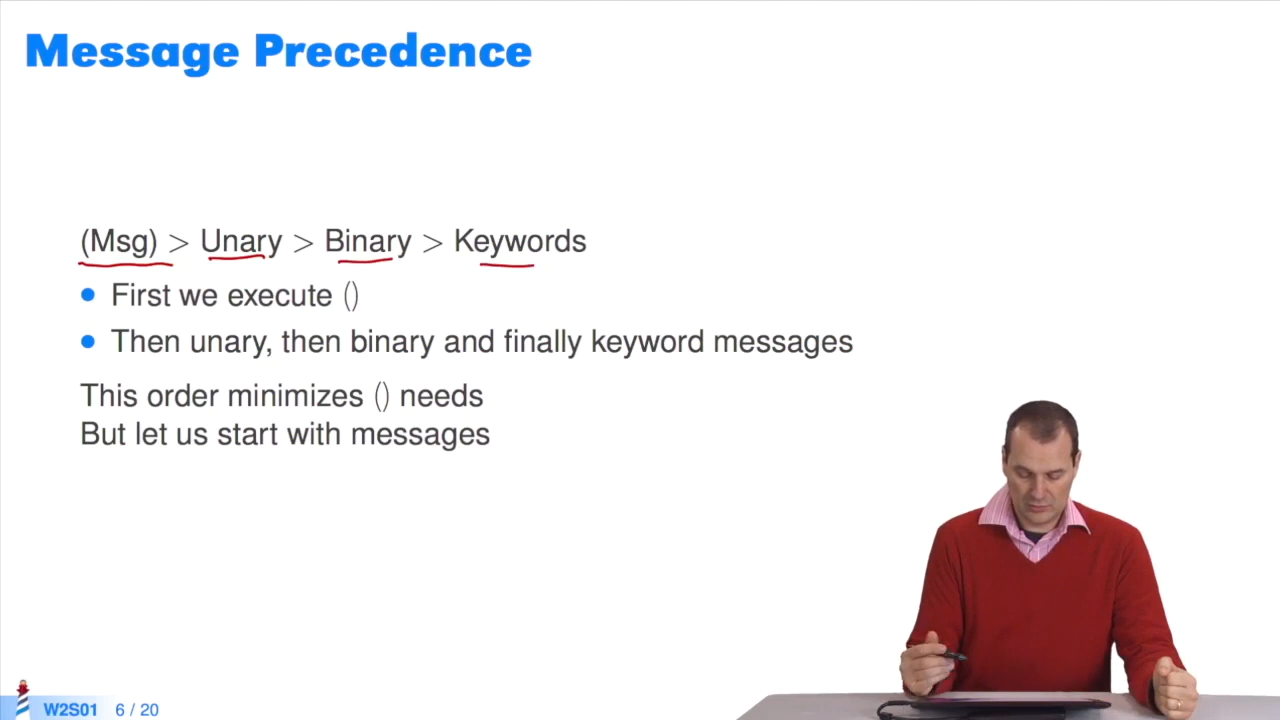 Message Precedence
(Msg) > Unary > Binary > Keywords
First we execute ()
Then unary, then binary and finally keyword messages
This order minimizes () needs
But let us start with messages
W2S01 6 / 20